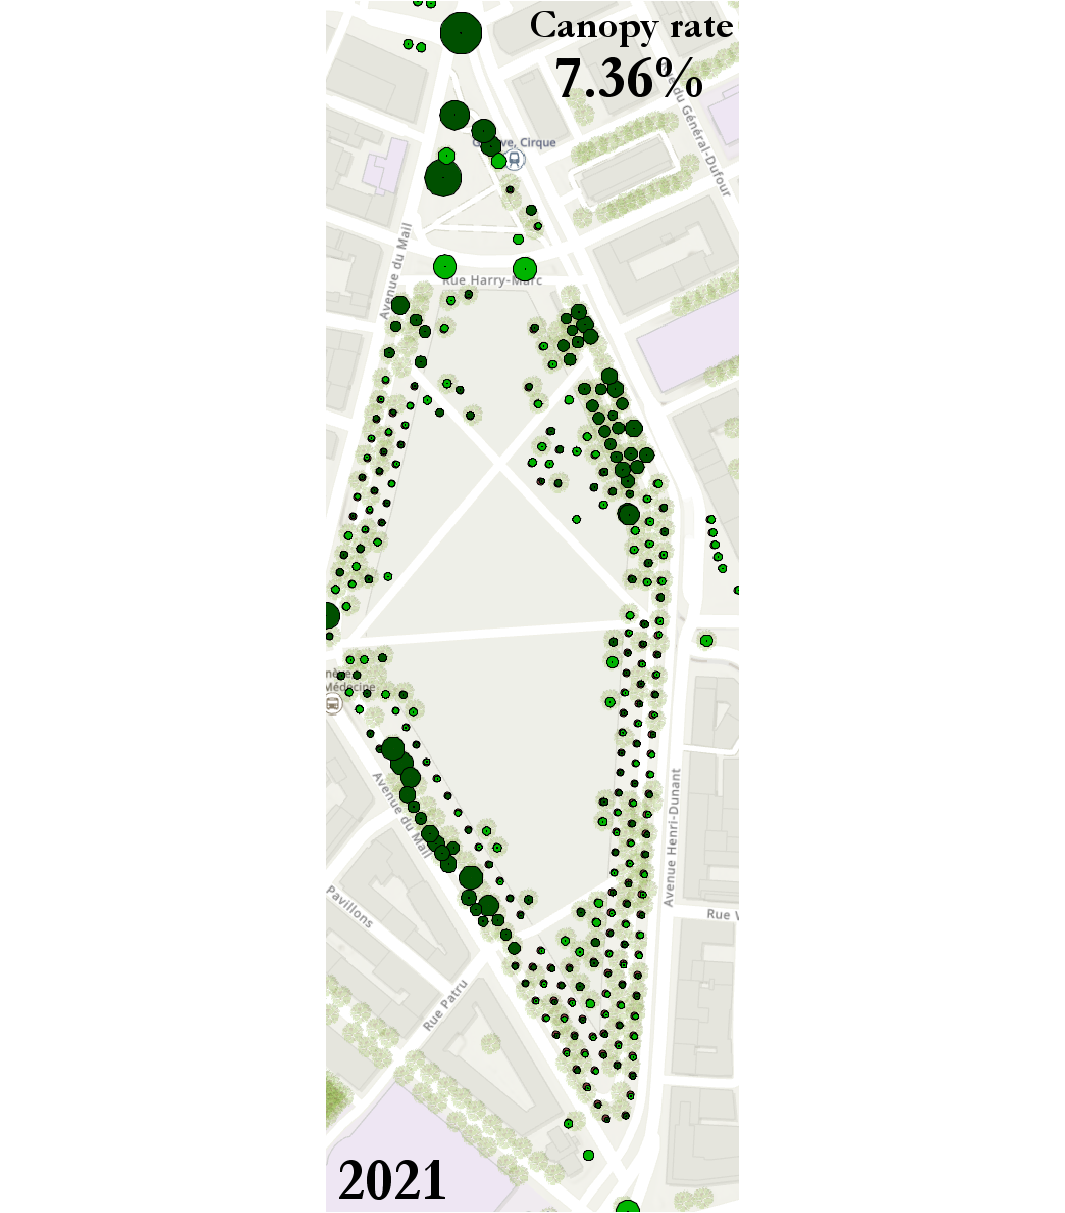 Canopy rate
7.36%
du Général-Dufour
ve, Cirque
Avenue du Mail
Rue Harry-Marc
Médecine
Avenue du Mail
Avenue Henri-Dunant
Pavillons
Rue V
Rue Patru
2021